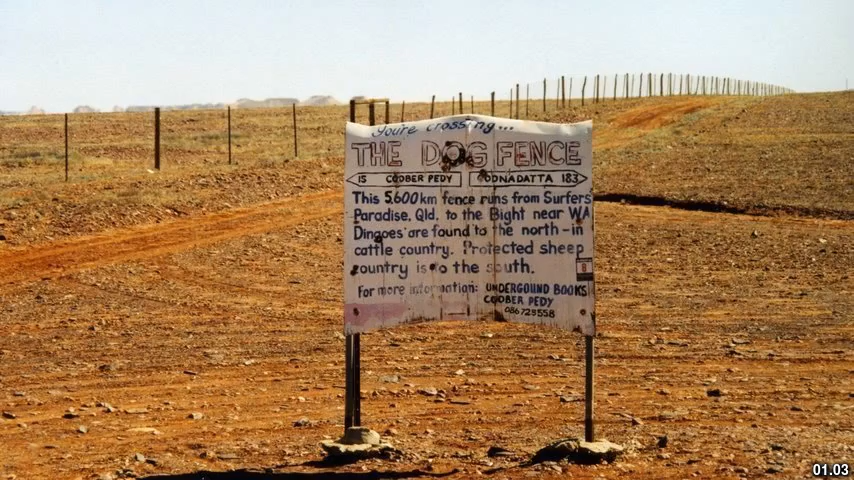 You're crossing...
THE DOG FENCE
15 COOBER PEDY OODNADATTA 183
This 5,600km fence runs from Surfers
Paradise, Qld. to the Bight near WA
Dingoes are found to the north - in
cattle country. Protected sheep
country is to the south.
For more information: UNDERGOUND BOOKS
COOBER PEDY
086725558
8
01.03